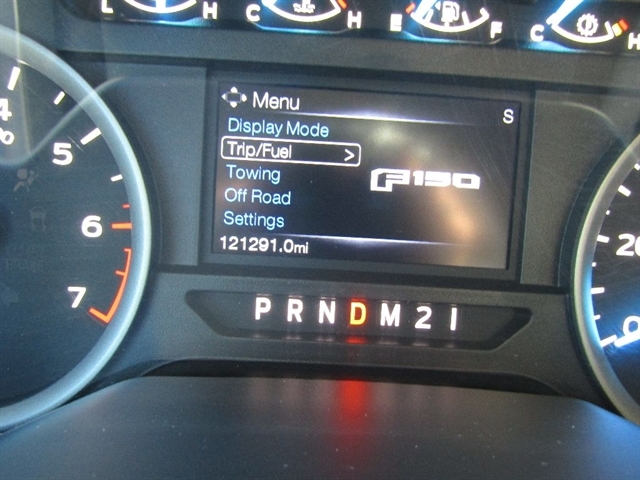 L H C H E F C H
Menu S
Display Mode
Trip/Fuel >
Towing
F150
Off Road
Settings
121291.0mi
4
5
6
7
P R N D M 2 1
20
0